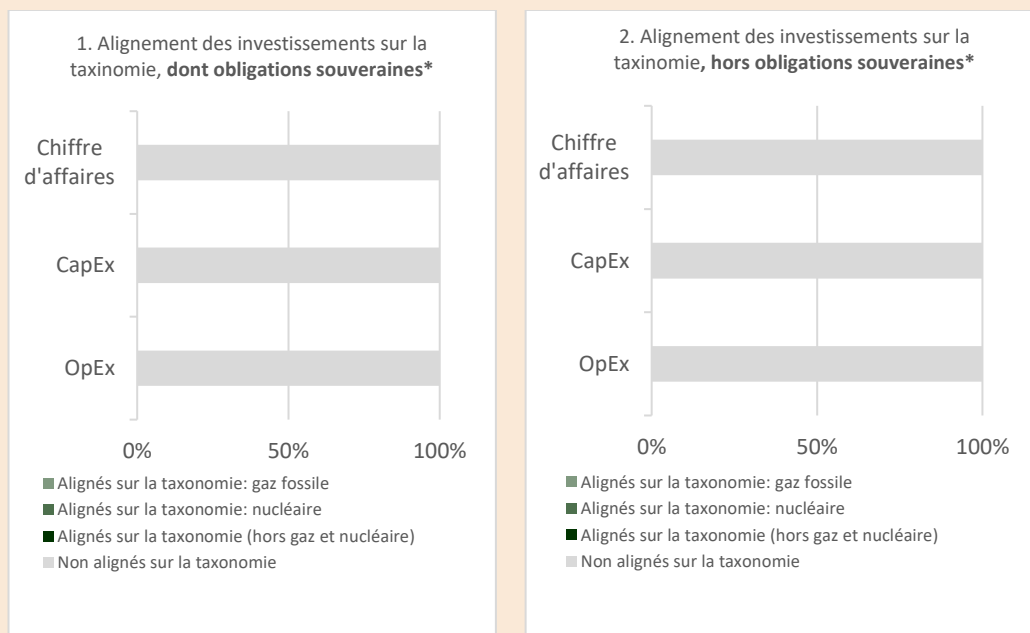 1. Alignement des investissements sur la
taxinomie, dont obligations souveraines*
Chiffre
d'affaires
CapEx
OpEx
0% 50% 100%
Alignés sur la taxonomie: gaz fossile
Alignés sur la taxonomie: nucléaire
Alignés sur la taxonomie (hors gaz et nucléaire)
Non alignés sur la taxonomie
2. Alignement des investissements sur la
taxinomie, hors obligations souveraines*
Chiffre
d'affaires
CapEx
OpEx
0% 50% 100%
Alignés sur la taxonomie: gaz fossile
Alignés sur la taxonomie: nucléaire
Alignés sur la taxonomie (hors gaz et nucléaire)
Non alignés sur la taxonomie